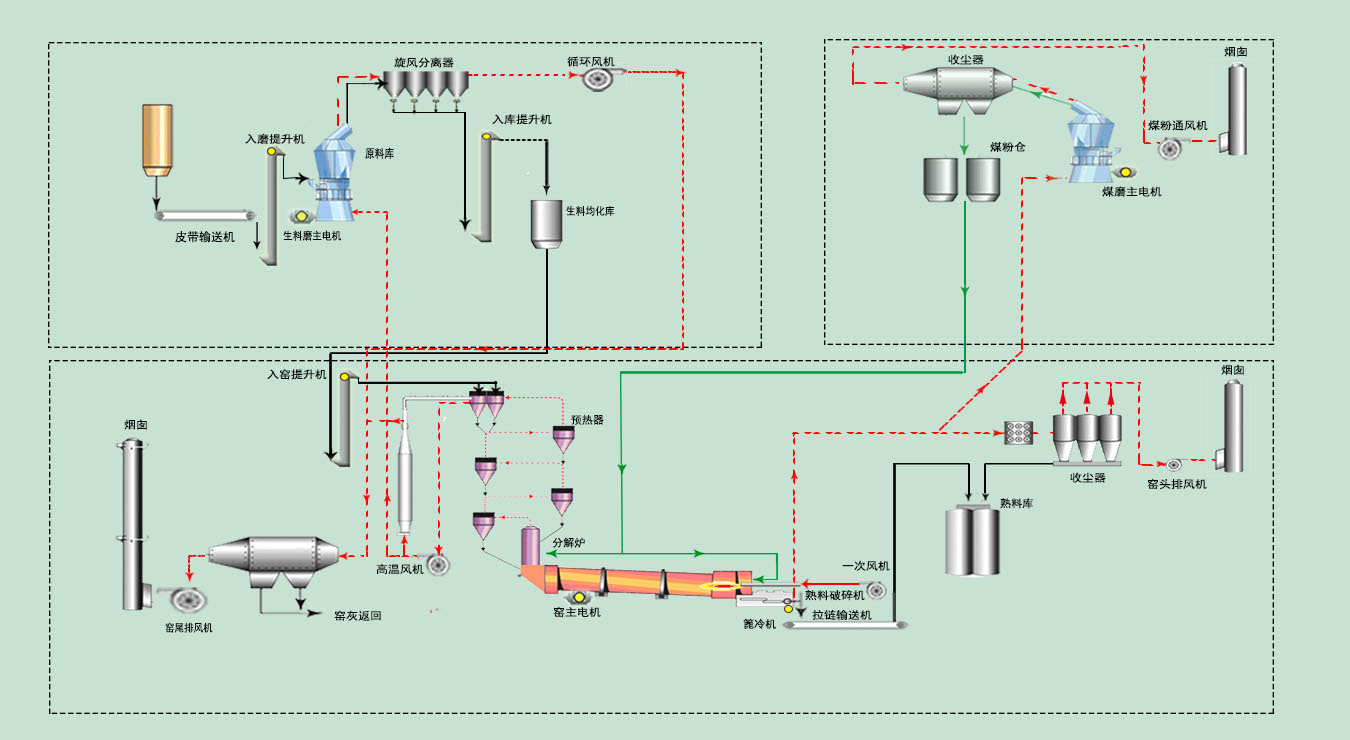 旋风分离器
循环风机
入磨提升机
原料库
入库提升机
生料均化库
皮带输送机
生料磨主电机
收尘器
烟囱
煤粉通风机
煤粉仓
煤磨主电机
入窑提升机
预热器
烟囱
烟囱
收尘器
窑头排风机
熟料库
分解炉
高温风机
一次风机
熟料破碎机
窑主电机
拉链输送机
篦冷机
窑灰返回
窑尾排风机